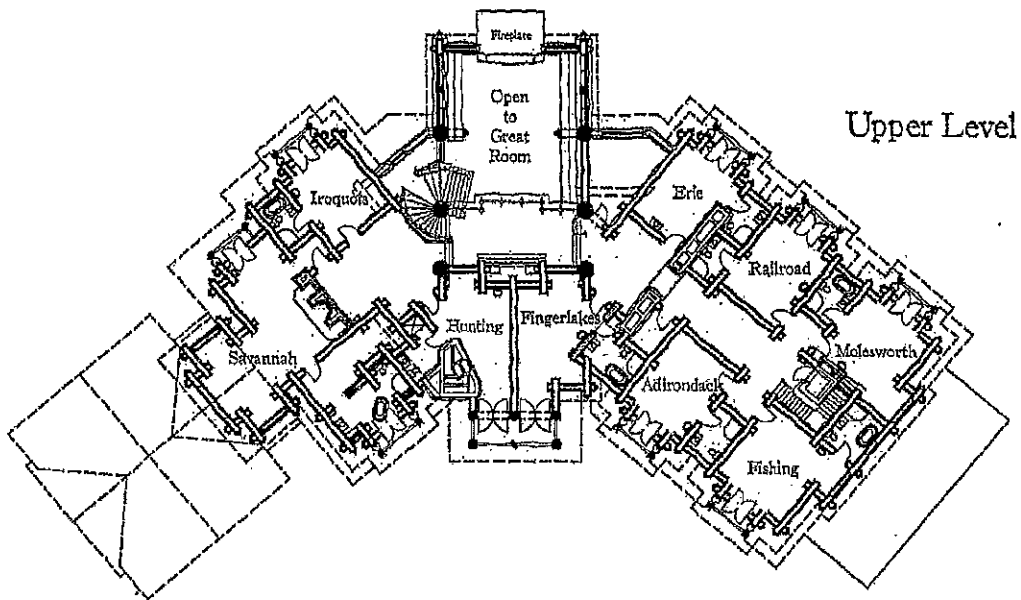 Fireplace
Open
to
Great
Room
Upper Level
Iroquois
Erie
Railroad
Hunting
Fingerlakes
Savannah
Molesworth
Adirondack
Fishing